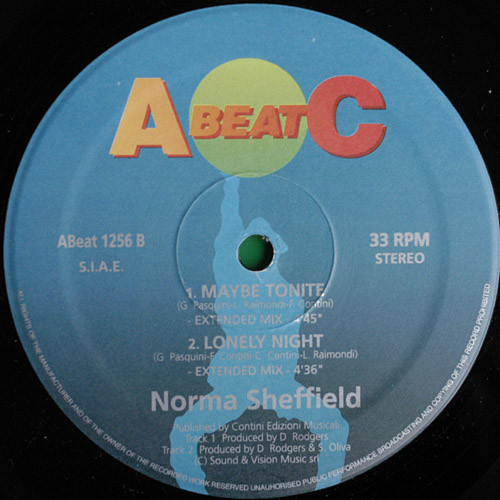 A BEAT C
ABeat 1256 B
S.I.A.E.
33 RPM
STEREO
1. MAYBE TONITE
(G Pasquini-L Raimondi-F Contini)
- EXTENDED MIX - 4'45"
2. LONELY NIGHT
(G Pasquini-F Contini-C Cantini-L Raimondi)
- EXTENDED MIX - 4'36"
Norma Sheffield
Published by Contini Edizioni Musicali
Track 1 Produced by D Rodgers
Track 2 Produced by D Rodgers & S. Oliva
(C) Sound & Vision Music srl
ALL RIGHTS OF THE MANUFACTURER AND OF THE OWNER OF THE RECORDED WORK RESERVED UNAUTHORISED PUBLIC PERFORMANCE BROADCASTING AND COPYING OF THIS RECORD PROHIBITED